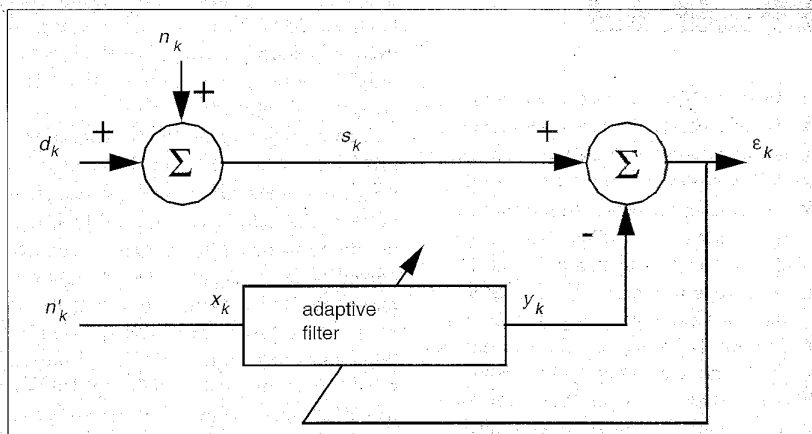 n_k
+
+
+
d_k
Σ
s_k
Σ
ε_k
-
n'_k
x_k
adaptive
filter
y_k